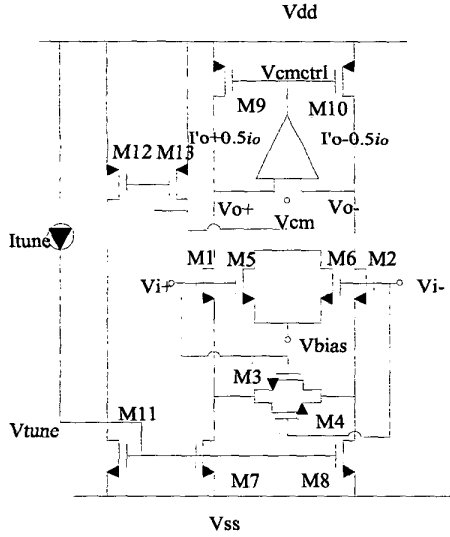 Vdd
Vcmctrl
M9 M10
I'o+0.5io I'o-0.5io
M12 M13
Vo+ Vo-
Vcm
Itune
M1 M5 M6 M2
Vi+ Vi-
Vbias
M3
M11 M4
Vtune
M7 M8
Vss